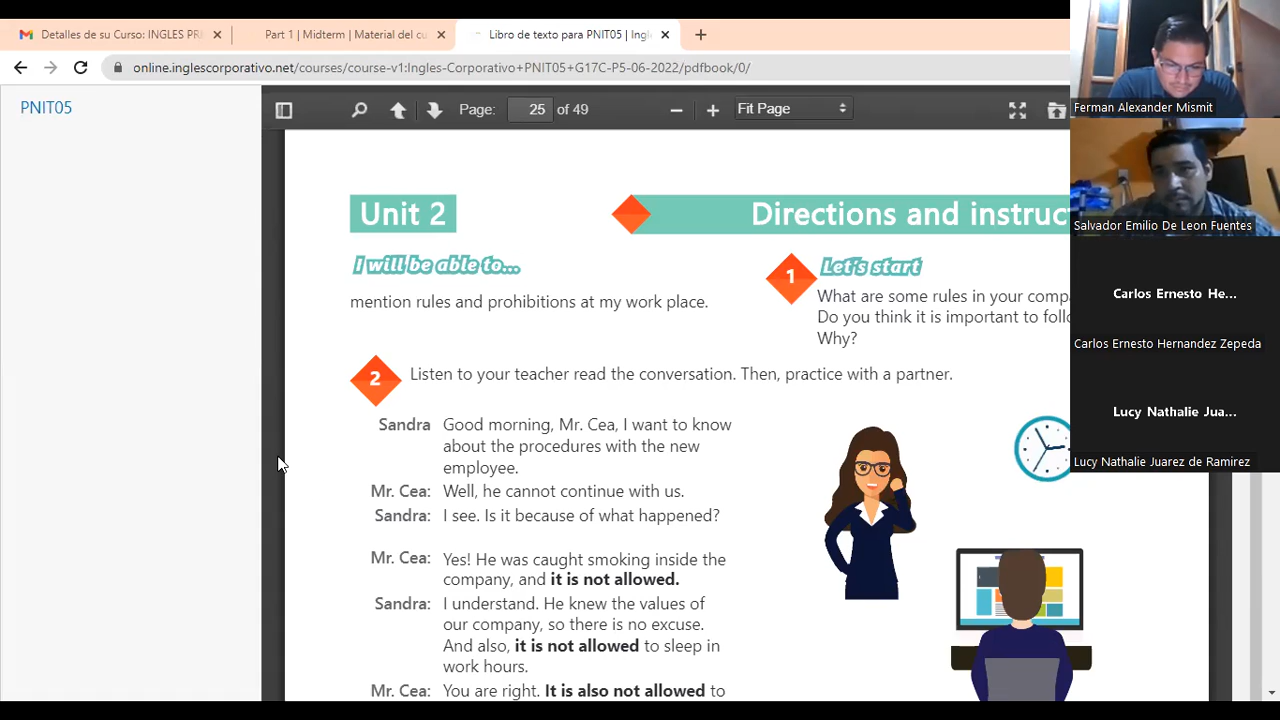 Detalles de su Curso: INGLES PR
Part 1 | Midterm | Material del cu
Libro de texto para PNIT05 | Ingl
online.inglescorporativo.net/courses/course-v1:Ingles-Corporativo+PNIT05+G17C-P5-06-2022/pdfbook/0/
PNIT05
Page: 25 of 49
Fit Page
Unit 2
Directions and instruc
I will be able to...
mention rules and prohibitions at my work place.
1
Let's start
What are some rules in your comp
Do you think it is important to foll
Why?
2
Listen to your teacher read the conversation. Then, practice with a partner.
Sandra Good morning, Mr. Cea, I want to know
about the procedures with the new
employee.
Mr. Cea: Well, he cannot continue with us.
Sandra: I see. Is it because of what happened?
Mr. Cea: Yes! He was caught smoking inside the
company, and it is not allowed.
Sandra: I understand. He knew the values of
our company, so there is no excuse.
And also, it is not allowed to sleep in
work hours.
Mr. Cea: You are right. It is also not allowed to
Ferman Alexander Mismit
Salvador Emilio De Leon Fuentes
Carlos Ernesto He...
Carlos Ernesto Hernandez Zepeda
Lucy Nathalie Jua...
Lucy Nathalie Juarez de Ramirez